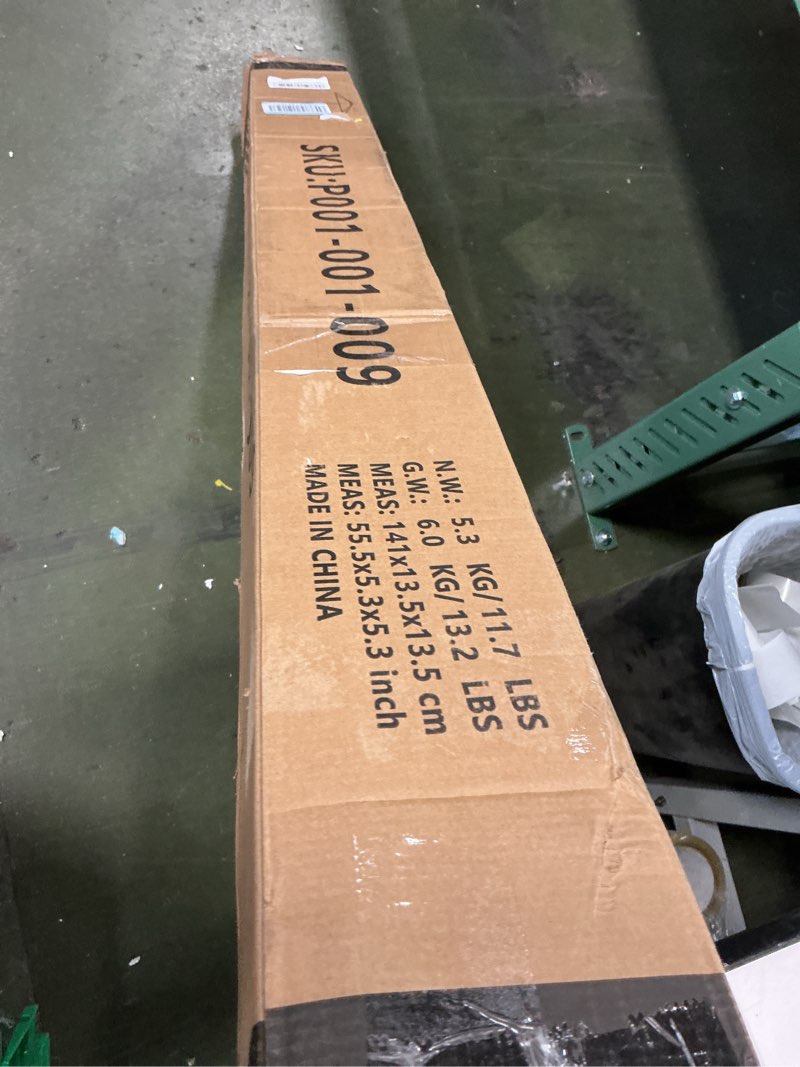 SKU:P001-001-009
N.W.: 5.3 KG/11.7 LBS
G.W.: 6.0 KG/13.2 LBS
MEAS: 141x13.5x13.5 cm
MEAS: 55.5x5.3x5.3 inch
MADE IN CHINA